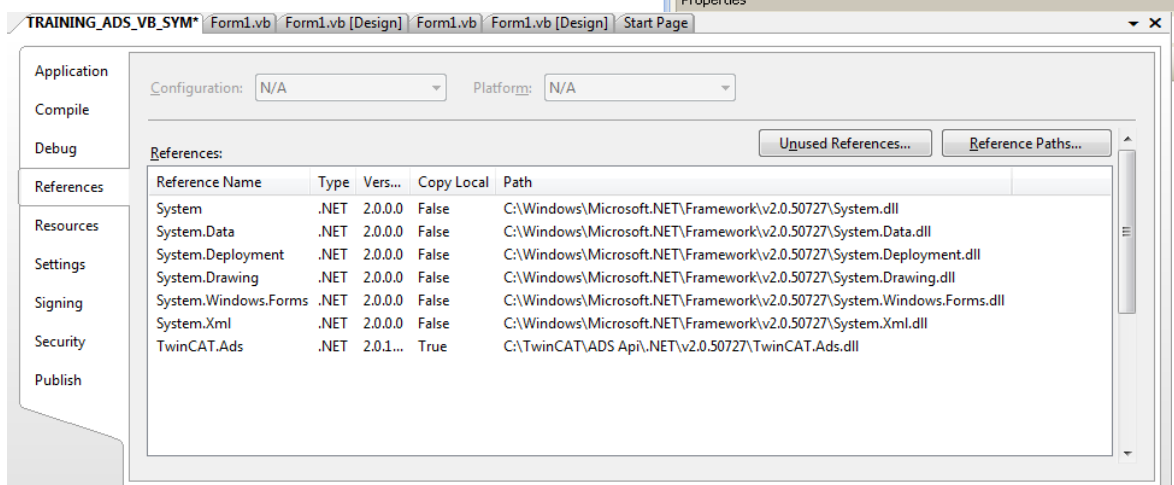 Properties
TRAINING_ADS_VB_SYM* Form1.vb Form1.vb [Design] Form1.vb Form1.vb [Design] Start Page
Application
Compile
Debug
References
Resources
Settings
Signing
Security
Publish
Configuration: N/A Platform: N/A
References: Unused References... Reference Paths...
Reference Name Type Vers... Copy Local Path
System .NET 2.0.0.0 False C:\Windows\Microsoft.NET\Framework\v2.0.50727\System.dll
System.Data .NET 2.0.0.0 False C:\Windows\Microsoft.NET\Framework\v2.0.50727\System.Data.dll
System.Deployment .NET 2.0.0.0 False C:\Windows\Microsoft.NET\Framework\v2.0.50727\System.Deployment.dll
System.Drawing .NET 2.0.0.0 False C:\Windows\Microsoft.NET\Framework\v2.0.50727\System.Drawing.dll
System.Windows.Forms .NET 2.0.0.0 False C:\Windows\Microsoft.NET\Framework\v2.0.50727\System.Windows.Forms.dll
System.Xml .NET 2.0.0.0 False C:\Windows\Microsoft.NET\Framework\v2.0.50727\System.Xml.dll
TwinCAT.Ads .NET 2.0.1... True C:\TwinCAT\ADS Api\.NET\v2.0.50727\TwinCAT.Ads.dll